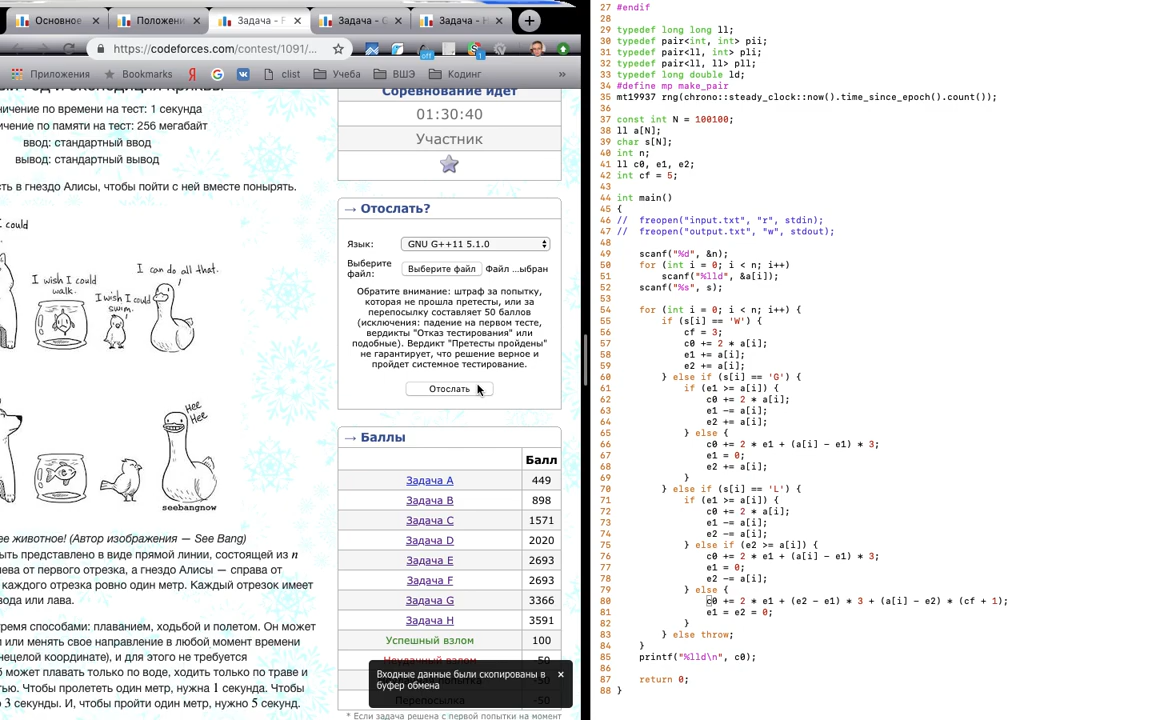 Основное
Положени
Задача - F
Задача - G
Задача - H
https://codeforces.com/contest/1091/...
off
1
Приложения
Bookmarks
Я
clist
Учеба
ВШЭ
Кодинг
»
ничение по времени на тест: 1 секунда
ничение по памяти на тест: 256 мегабайт
ввод: стандартный ввод
вывод: стандартный вывод
сть в гнездо Алисы, чтобы пойти с ней вместе понырять.
I could
I wish I could
walk.
I wish I could
swim.
I can do all that.
Hee
Hee
seebangnow
ее животное! (Автор изображения — See Bang)
ыть представлено в виде прямой линии, состоящей из n
лева от первого отрезка, а гнездо Алисы — справа от
каждого отрезка ровно один метр. Каждый отрезок имеет
вода или лава.
тремя способами: плаванием, ходьбой и полетом. Он может
и или менять свое направление в любой момент времени
нецелой координате), и для этого не требуется
б может плавать только по воде, ходить только по траве и
тью. Чтобы пролететь один метр, нужна 1 секунда. Чтобы
о 3 секунды. И, чтобы пройти один метр, нужно 5 секунд.
Соревнование идет
01:30:40
Участник
→ Отослать?
Язык:
GNU G++11 5.1.0
Выберите
файл:
Выберите файл
Файл ...ыбран
Обратите внимание: штраф за попытку,
которая не прошла претесты, или за
перепосылку составляет 50 баллов
(исключения: падение на первом тесте,
вердикты "Отказ тестирования" или
подобные). Вердикт "Претесты пройдены"
не гарантирует, что решение верное и
пройдет системное тестирование.
Отослать
→ Баллы
Балл
Задача A 449
Задача B 898
Задача C 1571
Задача D 2020
Задача E 2693
Задача F 2693
Задача G 3366
Задача H 3591
Успешный взлом 100
Неудачный взлом -50
-50
Перепосылка -50
Входные данные были скопированы в
буфер обмена
* Если задача решена с первой попытки на момент
27 #endif
28
29 typedef long long ll;
30 typedef pair<int, int> pii;
31 typedef pair<ll, int> pli;
32 typedef pair<ll, ll> pll;
33 typedef long double ld;
34 #define mp make_pair
35 mt19937 rng(chrono::steady_clock::now().time_since_epoch().count());
36
37 const int N = 100100;
38 ll a[N];
39 char s[N];
40 int n;
41 ll c0, e1, e2;
42 int cf = 5;
43
44 int main()
45 {
46 //  freopen("input.txt", "r", stdin);
47 //  freopen("output.txt", "w", stdout);
48
49     scanf("%d", &n);
50     for (int i = 0; i < n; i++)
51         scanf("%lld", &a[i]);
52     scanf("%s", s);
53
54     for (int i = 0; i < n; i++) {
55         if (s[i] == 'W') {
56             cf = 3;
57             c0 += 2 * a[i];
58             e1 += a[i];
59             e2 += a[i];
60         } else if (s[i] == 'G') {
61             if (e1 >= a[i]) {
62                 c0 += 2 * a[i];
63                 e1 -= a[i];
64                 e2 += a[i];
65             } else {
66                 c0 += 2 * e1 + (a[i] - e1) * 3;
67                 e1 = 0;
68                 e2 += a[i];
69             }
70         } else if (s[i] == 'L') {
71             if (e1 >= a[i]) {
72                 c0 += 2 * a[i];
73                 e1 -= a[i];
74                 e2 -= a[i];
75             } else if (e2 >= a[i]) {
76                 c0 += 2 * e1 + (a[i] - e1) * 3;
77                 e1 = 0;
78                 e2 -= a[i];
79             } else {
80                 c0 += 2 * e1 + (e2 - e1) * 3 + (a[i] - e2) * (cf + 1);
81                 e1 = e2 = 0;
82             }
83         } else throw;
84     }
85     printf("%lld\n", c0);
86
87     return 0;
88 }